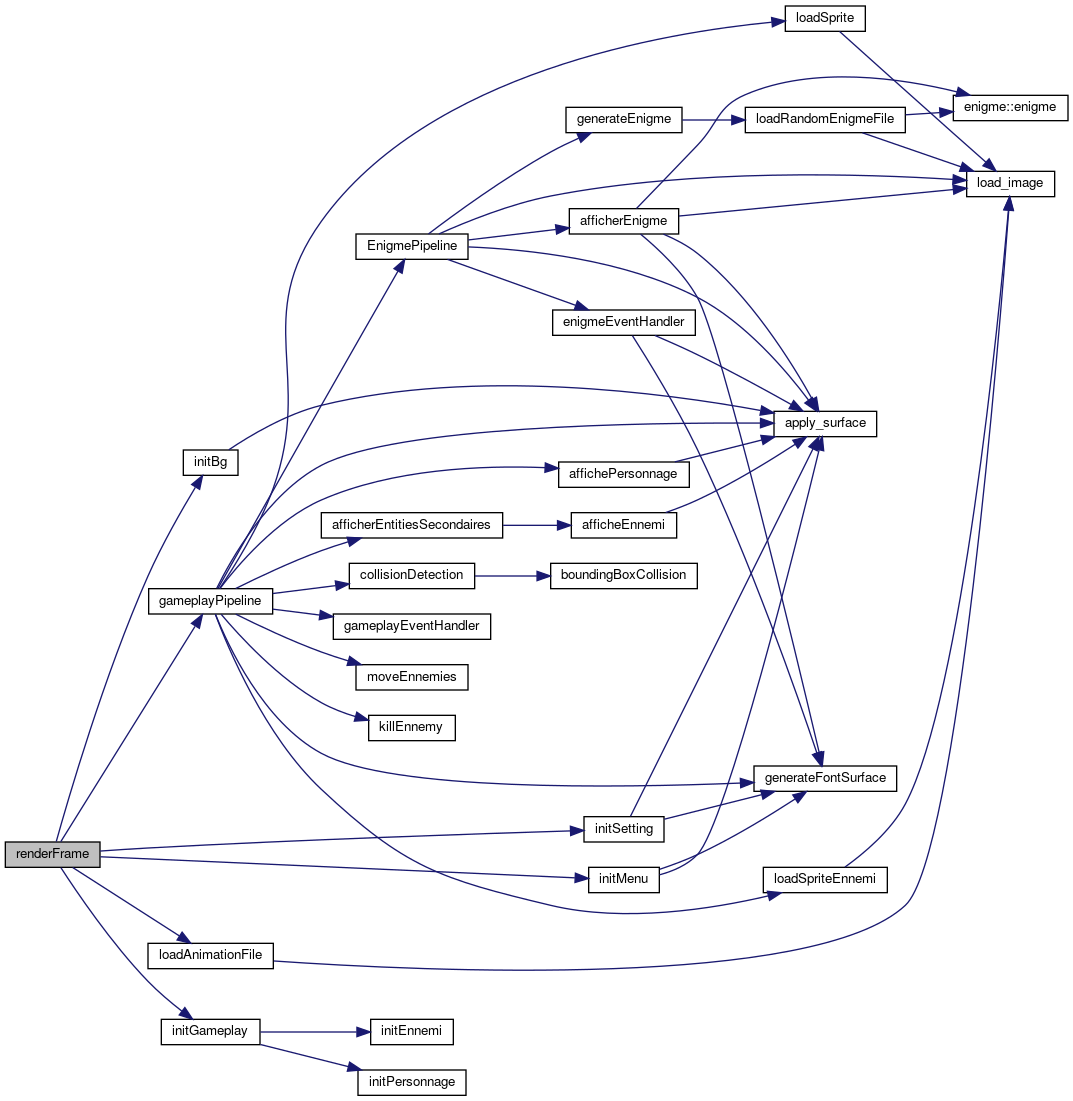 loadSprite
enigme::enigme
generateEnigme
loadRandomEnigmeFile
load_image
afficherEnigme
EnigmePipeline
enigmeEventHandler
apply_surface
initBg
affichePersonnage
afficherEntitiesSecondaires
afficheEnnemi
collisionDetection
boundingBoxCollision
gameplayPipeline
gameplayEventHandler
moveEnnemies
killEnnemy
generateFontSurface
initSetting
renderFrame
initMenu
loadSpriteEnnemi
loadAnimationFile
initGameplay
initEnnemi
initPersonnage